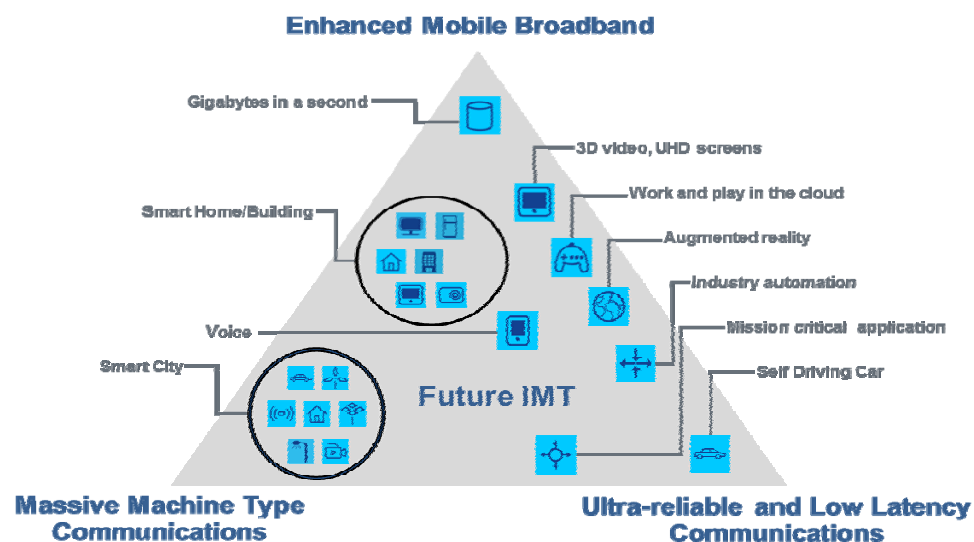 Enhanced Mobile Broadband
Gigabytes in a second
3D video, UHD screens
Work and play in the cloud
Smart Home/Building
Augmented reality
Industry automation
Mission critical application
Voice
Smart City
Self Driving Car
Future IMT
Massive Machine Type
Communications
Ultra-reliable and Low Latency
Communications